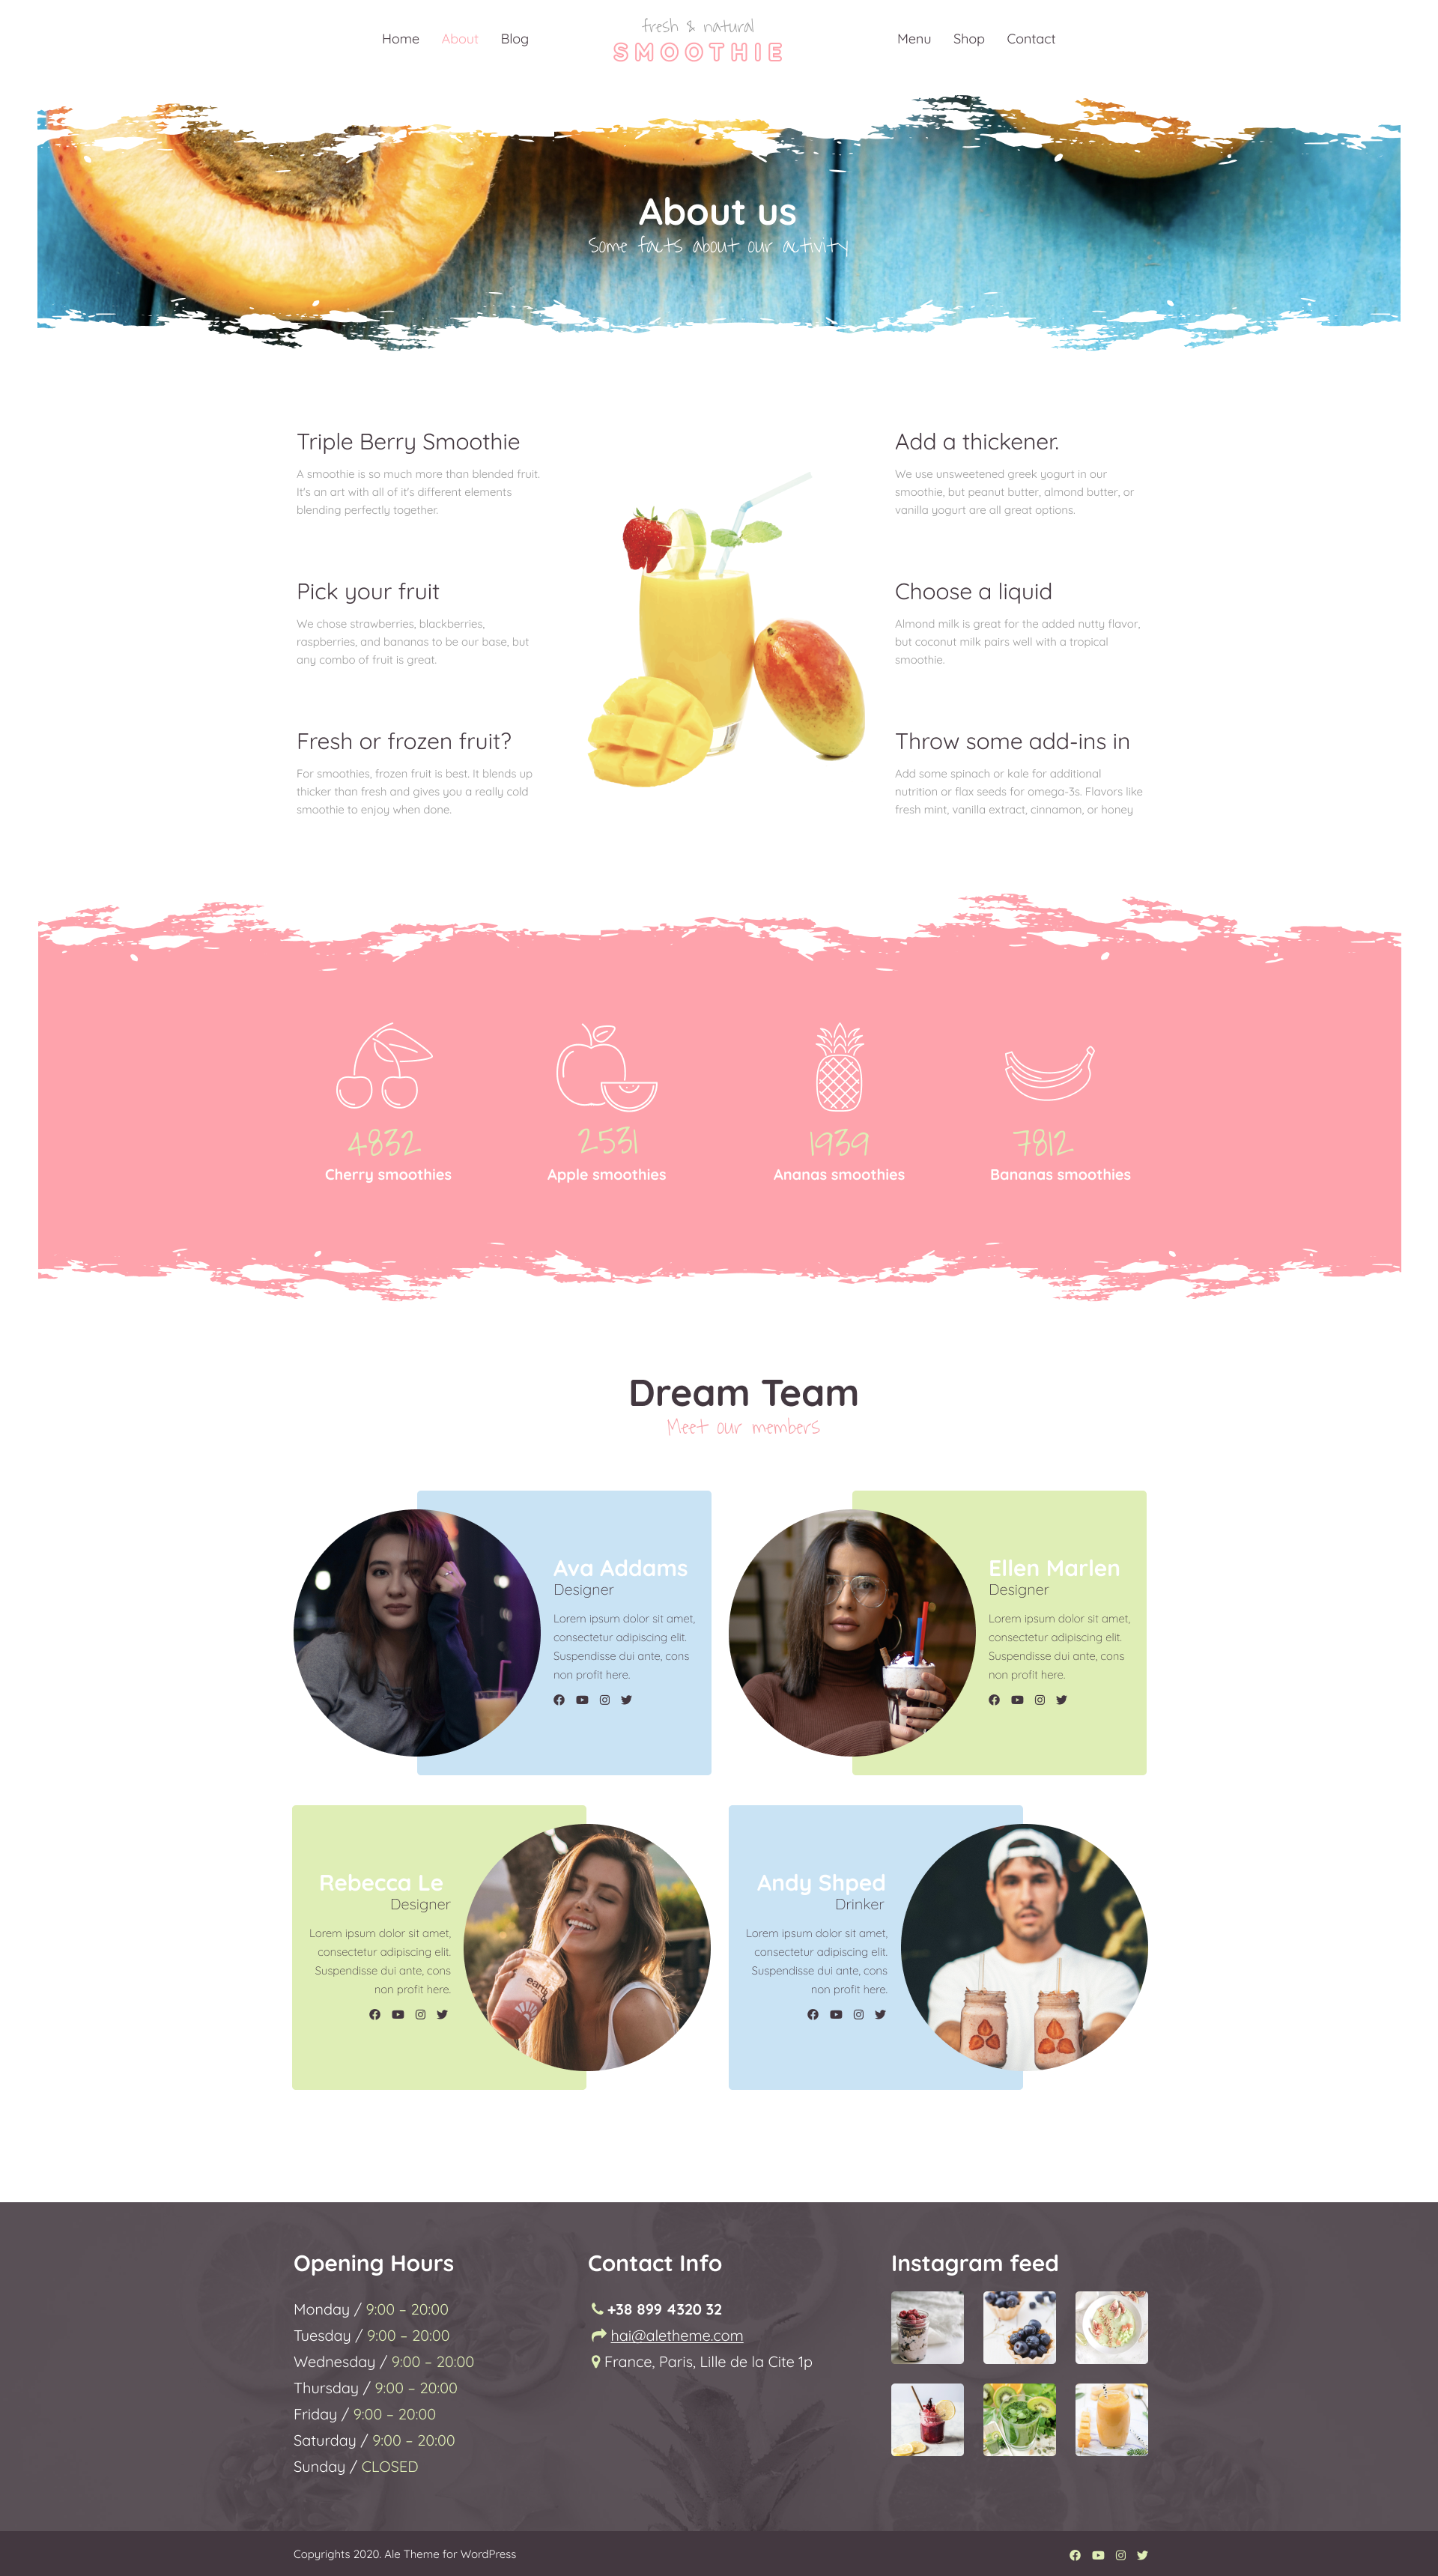 Home About Blog
fresh & natural
SMOOTHIE
Menu Shop Contact
About us
Some facts about our activity
Triple Berry Smoothie
A smoothie is so much more than blended fruit.
It's an art with all of it's different elements
blending perfectly together.
Pick your fruit
We chose strawberries, blackberries,
raspberries, and bananas to be our base, but
any combo of fruit is great.
Fresh or frozen fruit?
For smoothies, frozen fruit is best. It blends up
thicker than fresh and gives you a really cold
smoothie to enjoy when done.
Add a thickener.
We use unsweetened greek yogurt in our
smoothie, but peanut butter, almond butter, or
vanilla yogurt are all great options.
Choose a liquid
Almond milk is great for the added nutty flavor,
but coconut milk pairs well with a tropical
smoothie.
Throw some add-ins in
Add some spinach or kale for additional
nutrition or flax seeds for omega-3s. Flavors like
fresh mint, vanilla extract, cinnamon, or honey
4832
Cherry smoothies
2531
Apple smoothies
1939
Ananas smoothies
7812
Bananas smoothies
Dream Team
Meet our members
Ava Addams
Designer
Lorem ipsum dolor sit amet,
consectetur adipiscing elit.
Suspendisse dui ante, cons
non profit here.
Ellen Marlen
Designer
Lorem ipsum dolor sit amet,
consectetur adipiscing elit.
Suspendisse dui ante, cons
non profit here.
Rebecca Le
Designer
Lorem ipsum dolor sit amet,
consectetur adipiscing elit.
Suspendisse dui ante, cons
non profit here.
Andy Shped
Drinker
Lorem ipsum dolor sit amet,
consectetur adipiscing elit.
Suspendisse dui ante, cons
non profit here.
Opening Hours
Monday / 9:00 – 20:00
Tuesday / 9:00 – 20:00
Wednesday / 9:00 – 20:00
Thursday / 9:00 – 20:00
Friday / 9:00 – 20:00
Saturday / 9:00 – 20:00
Sunday / CLOSED
Contact Info
+38 899 4320 32
hai@aletheme.com
France, Paris, Lille de la Cite 1p
Instagram feed
Copyrights 2020. Ale Theme for WordPress